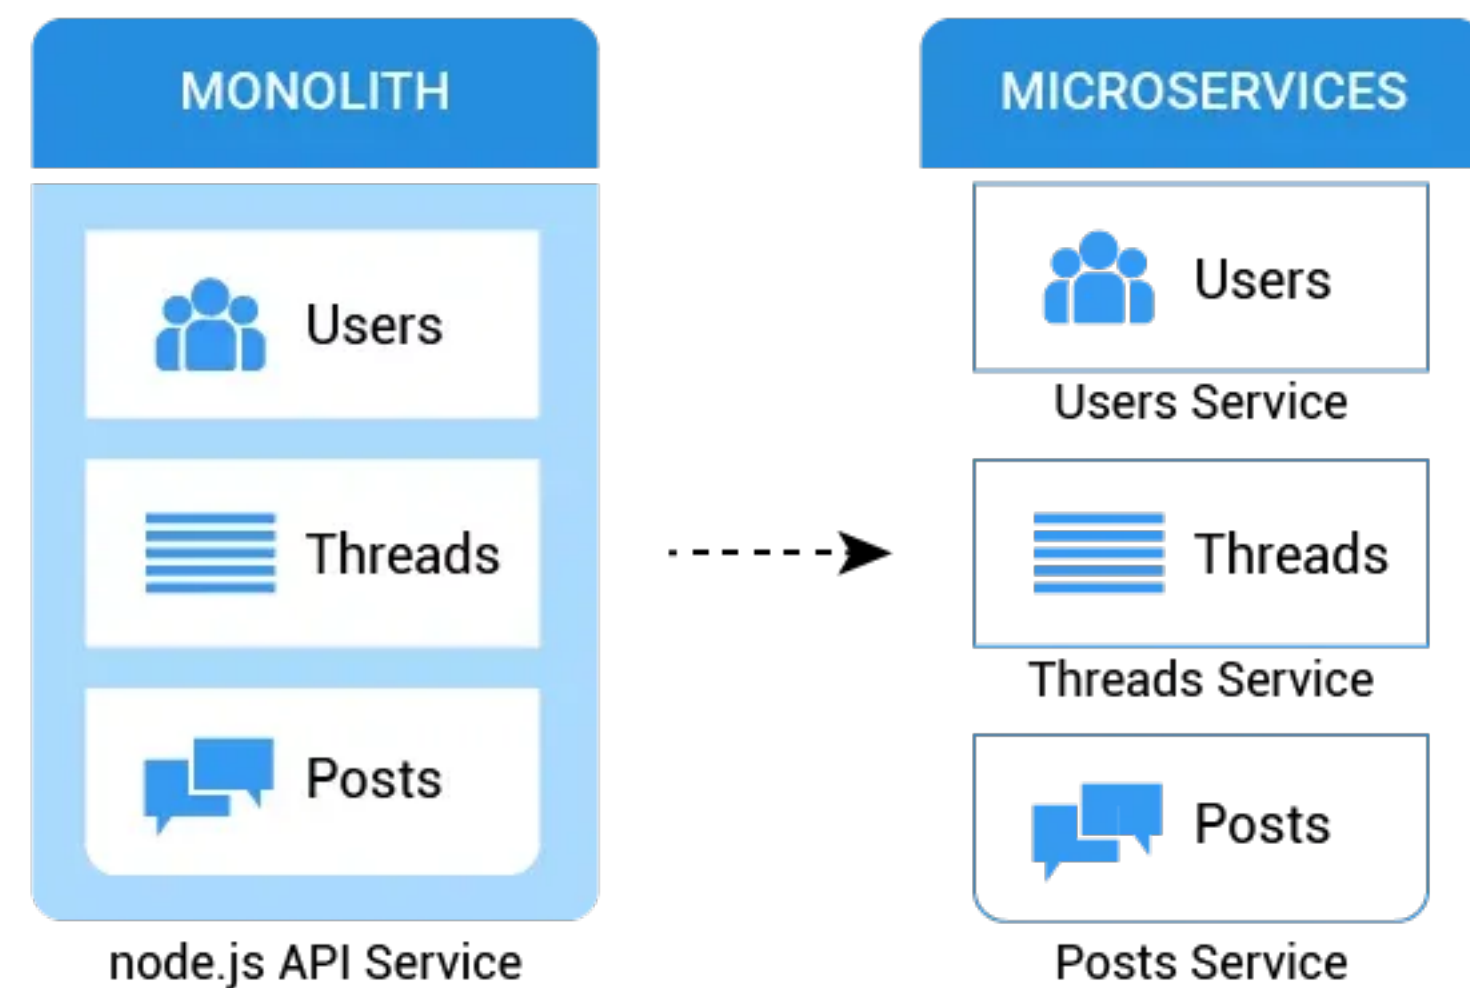 MONOLITH
Users
Threads
Posts
node.js API Service
MICROSERVICES
Users
Users Service
Threads
Threads Service
Posts
Posts Service